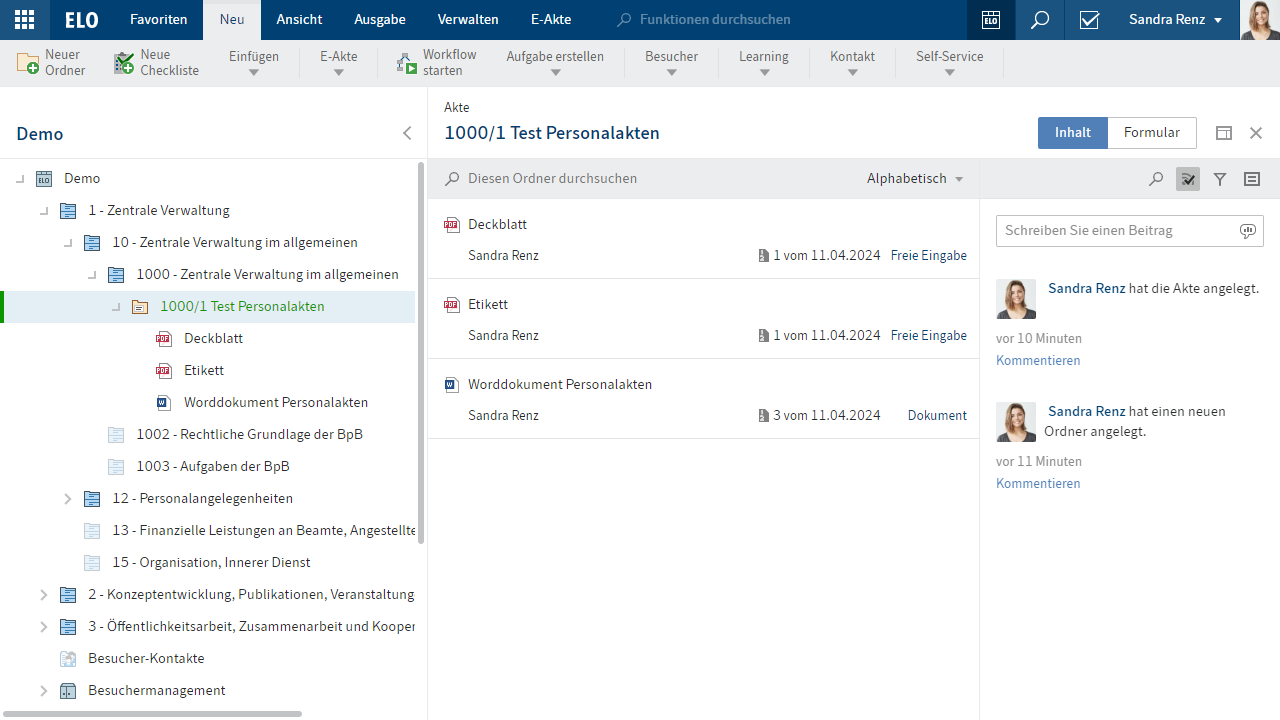 ELO
Favoriten
Neu
Ansicht
Ausgabe
Verwalten
E-Akte
Funktionen durchsuchen
ELO
Sandra Renz
Neuer
Ordner
Neue
Checkliste
Einfügen
E-Akte
Workflow
starten
Aufgabe erstellen
Besucher
Learning
Kontakt
Self-Service
Demo
ELO
Demo
1 - Zentrale Verwaltung
10 - Zentrale Verwaltung im allgemeinen
1000 - Zentrale Verwaltung im allgemeinen
1000/1 Test Personalakten
PDF
Deckblatt
PDF
Etikett
W
Worddokument Personalakten
1002 - Rechtliche Grundlage der BpB
1003 - Aufgaben der BpB
12 - Personalangelegenheiten
13 - Finanzielle Leistungen an Beamte, Angestellte
15 - Organisation, Innerer Dienst
2 - Konzeptentwicklung, Publikationen, Veranstaltung
3 - Öffentlichkeitsarbeit, Zusammenarbeit und Kooper
Besucher-Kontakte
Besuchermanagement
Akte
1000/1 Test Personalakten
Inhalt
Formular
Diesen Ordner durchsuchen
Alphabetisch
PDF
Deckblatt
Sandra Renz
1 vom 11.04.2024
Freie Eingabe
PDF
Etikett
Sandra Renz
1 vom 11.04.2024
Freie Eingabe
W
Worddokument Personalakten
Sandra Renz
3 vom 11.04.2024
Dokument
Schreiben Sie einen Beitrag
Sandra Renz hat die Akte angelegt.
vor 10 Minuten
Kommentieren
Sandra Renz hat einen neuen
Ordner angelegt.
vor 11 Minuten
Kommentieren